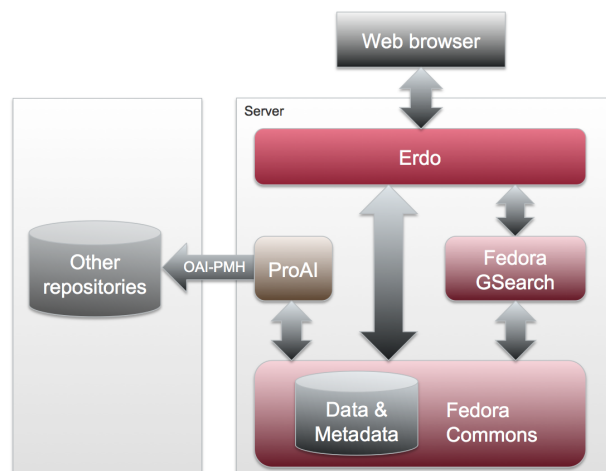 Web browser
Server
Erdo
Other
repositories
OAI-PMH
ProAI
Fedora
GSearch
Data &
Metadata
Fedora
Commons